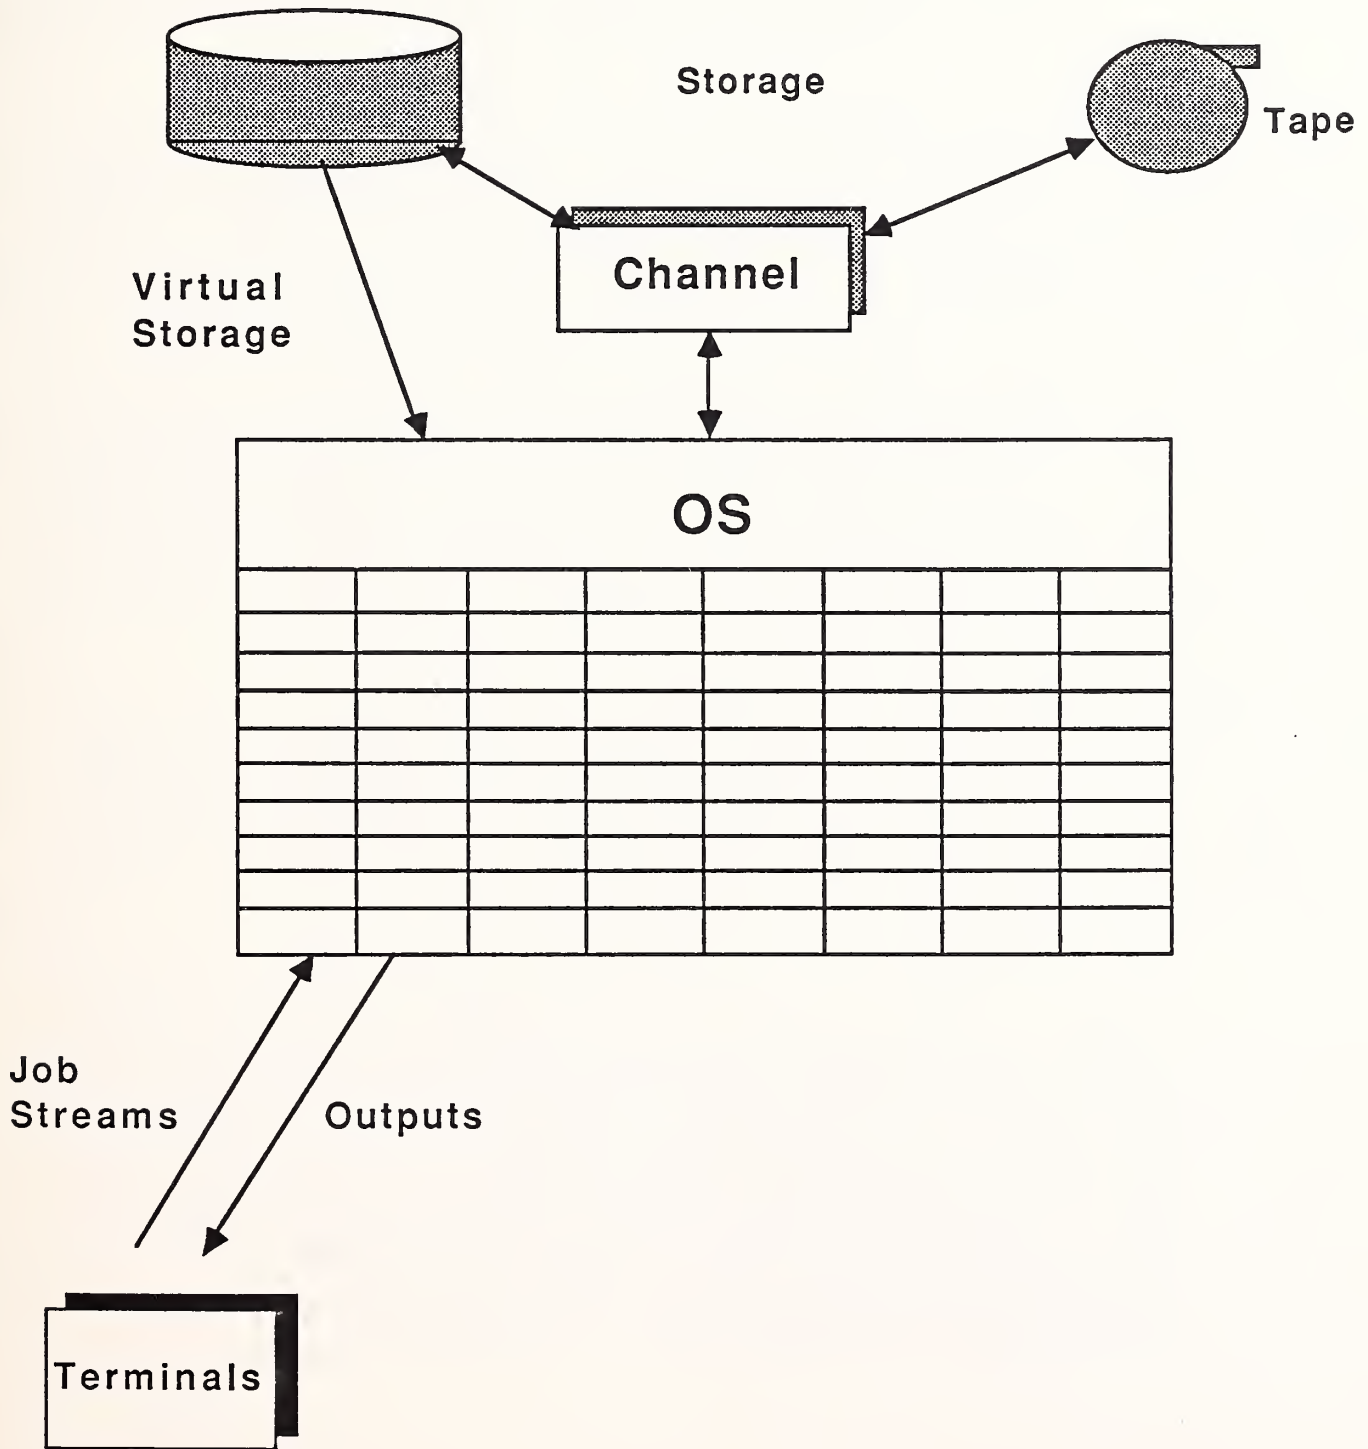 Storage
Tape
Channel
Virtual
Storage
OS
Job
Streams
Outputs
Terminals